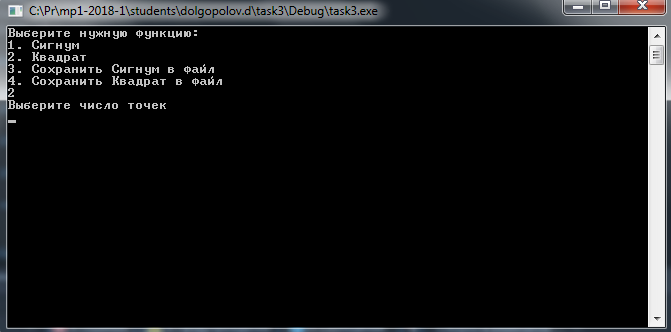 C:\Pr\mp1-2018-1\students\dolgopolov.d\task3\Debug\task3.exe
Выберите нужную функцию:
1. Сигнум
2. Квадрат
3. Сохранить Сигнум в файл
4. Сохранить Квадрат в файл
2
Выберите число точек